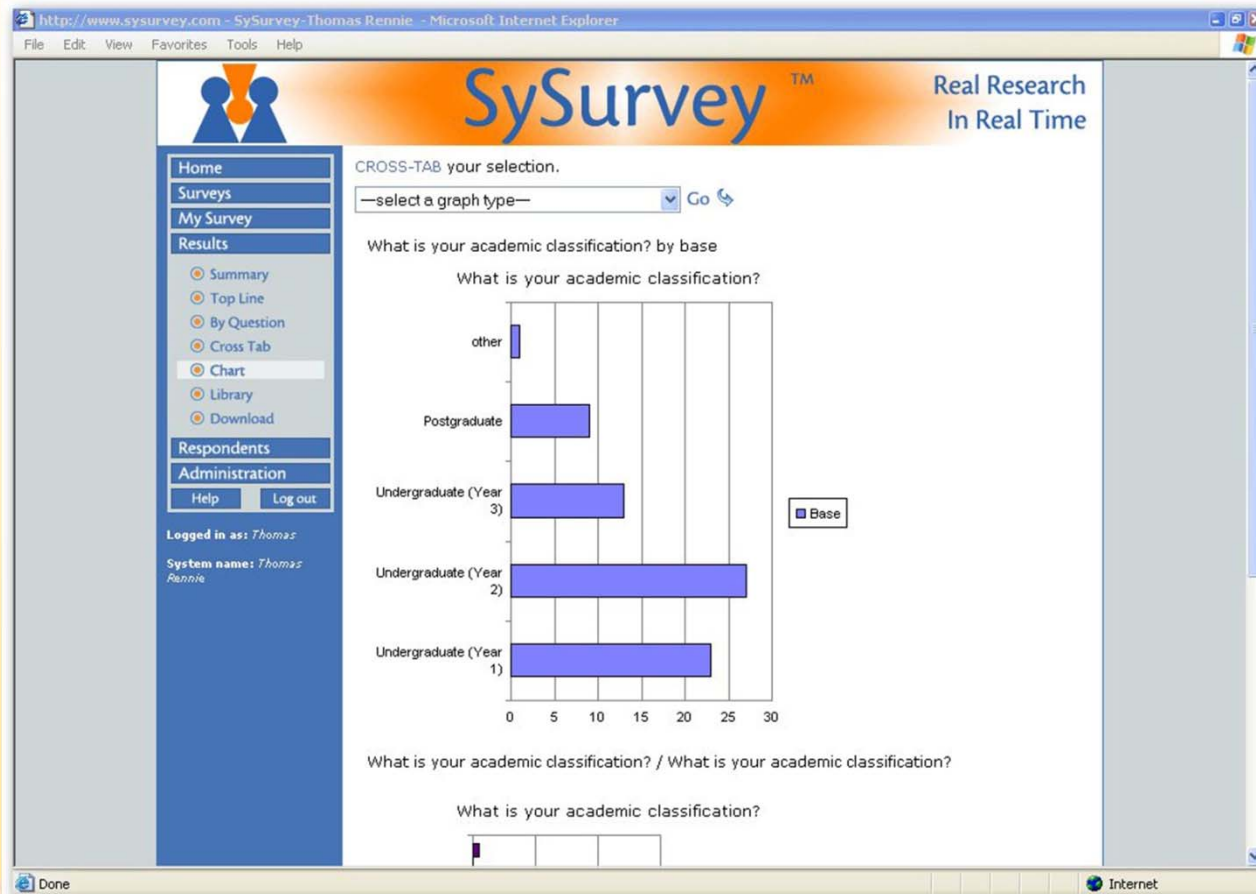 http://www.sysurvey.com - SySurvey-Thomas Rennie - Microsoft Internet Explorer
File Edit View Favorites Tools Help
SySurvey ™
Real Research
In Real Time
Home
Surveys
My Survey
Results
Summary
Top Line
By Question
Cross Tab
Chart
Library
Download
Respondents
Administration
Help Log out
Logged in as: Thomas
System name: Thomas
Rennie
CROSS-TAB your selection.
—select a graph type— Go
What is your academic classification? by base
What is your academic classification?
other
Postgraduate
Undergraduate (Year
3)
Undergraduate (Year
2)
Undergraduate (Year
1)
0 5 10 15 20 25 30
Base
What is your academic classification? / What is your academic classification?
What is your academic classification?
Done Internet